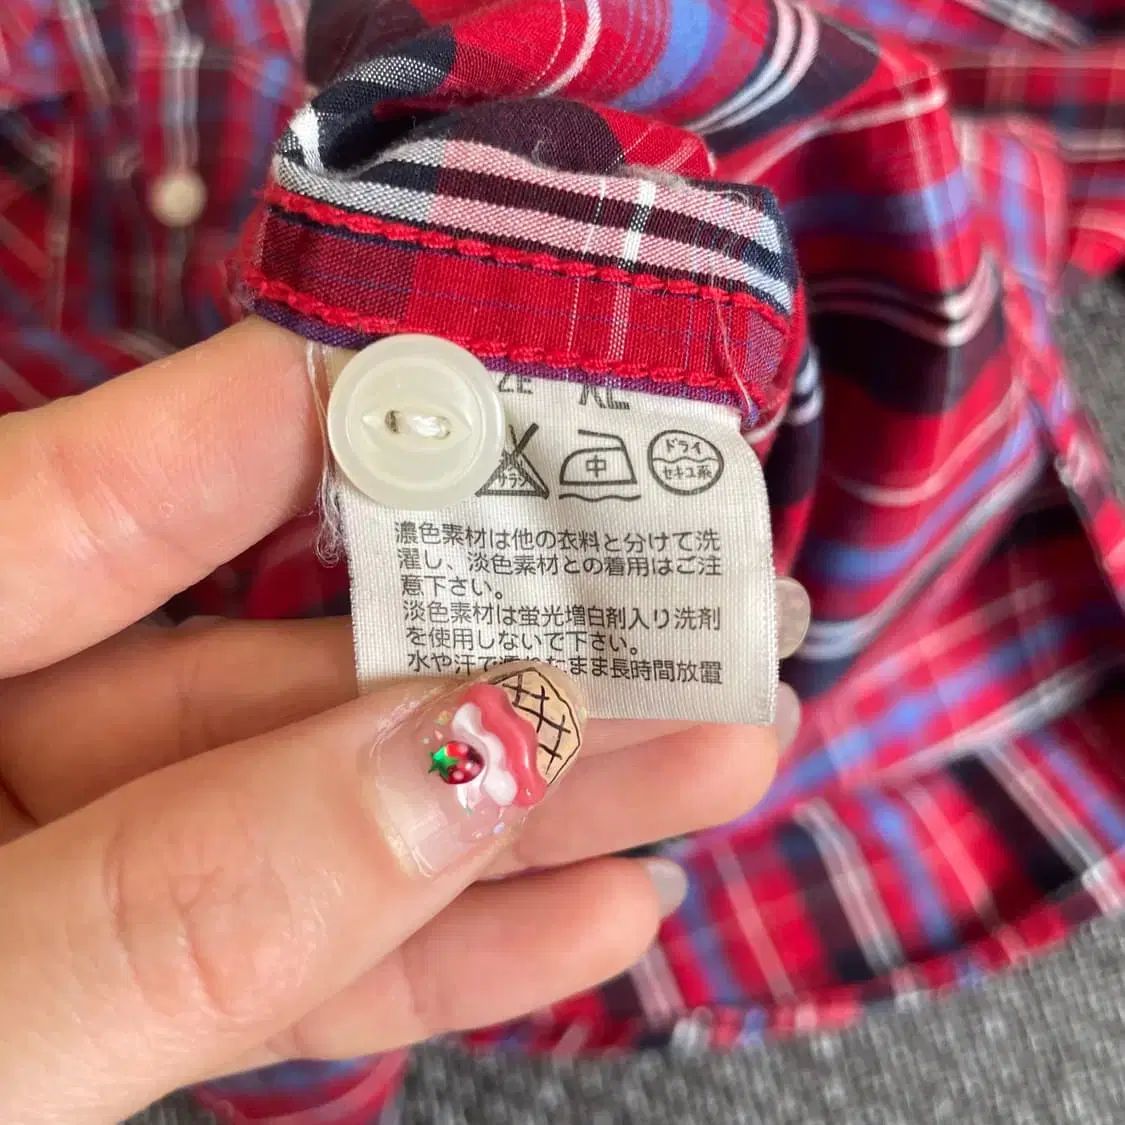 XL
サラシ 中 ドライ
セキユ系
濃色素材は他の衣料と分けて洗
濯し、淡色素材との着用はご注
意下さい。
淡色素材は蛍光増白剤入り洗剤
を使用しないで下さい。
水や汗で たまま長時間放置